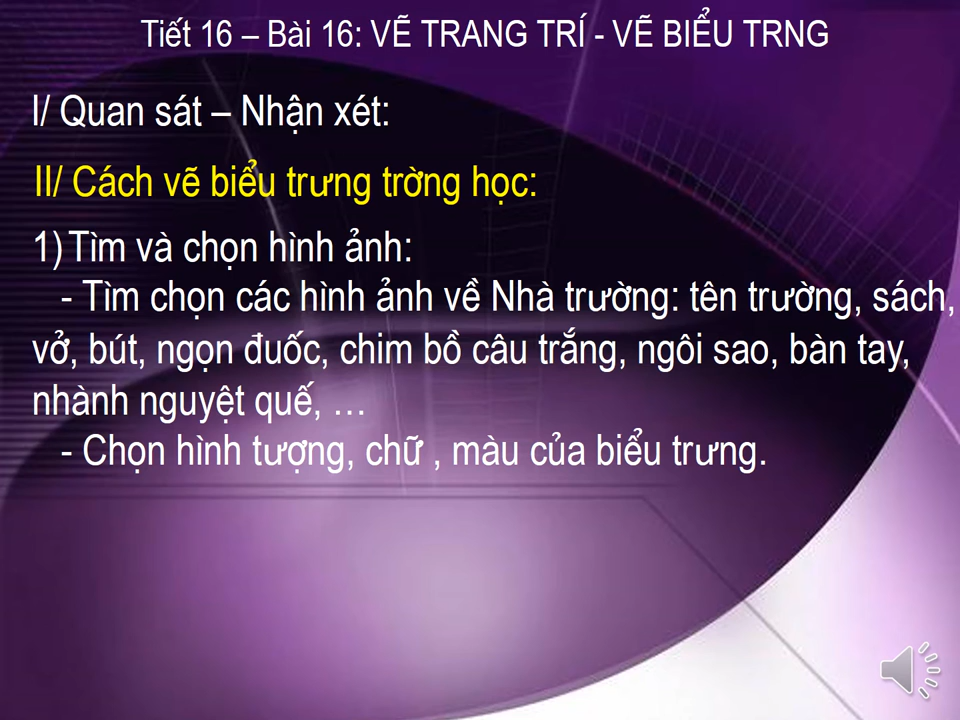 Tiết 16 – Bài 16: VẼ TRANG TRÍ - VẼ BIỂU TRNG
I/ Quan sát – Nhận xét:
II/ Cách vẽ biểu trưng trờng học:
1) Tìm và chọn hình ảnh:
- Tìm chọn các hình ảnh về Nhà trường: tên trường, sách,
vở, bút, ngọn đuốc, chim bồ câu trắng, ngôi sao, bàn tay,
nhành nguyệt quế, …
- Chọn hình tượng, chữ , màu của biểu trưng.